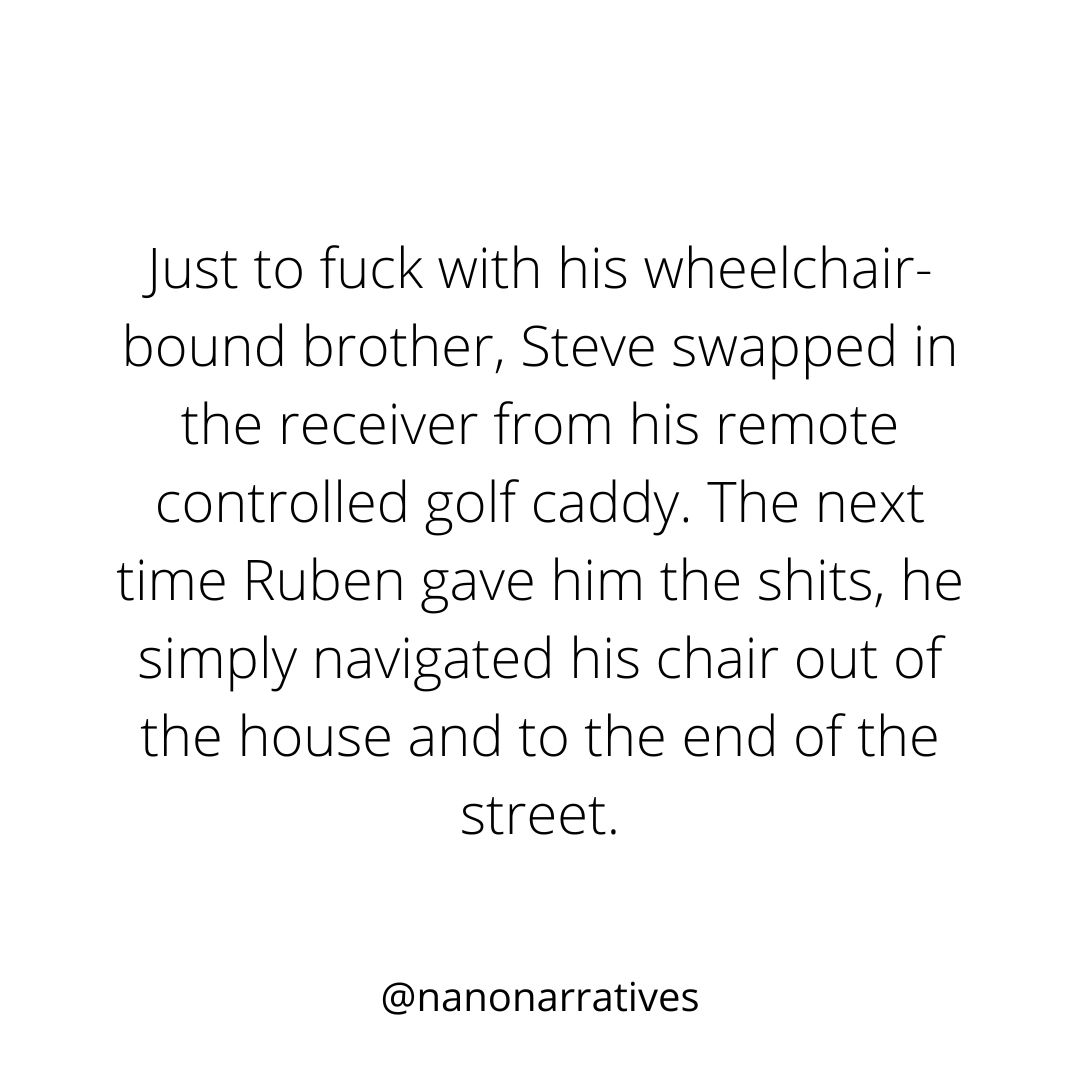 Just to fuck with his wheelchair-
bound brother, Steve swapped in
the receiver from his remote
controlled golf caddy. The next
time Ruben gave him the shits, he
simply navigated his chair out of
the house and to the end of the
street.
@nanonarratives